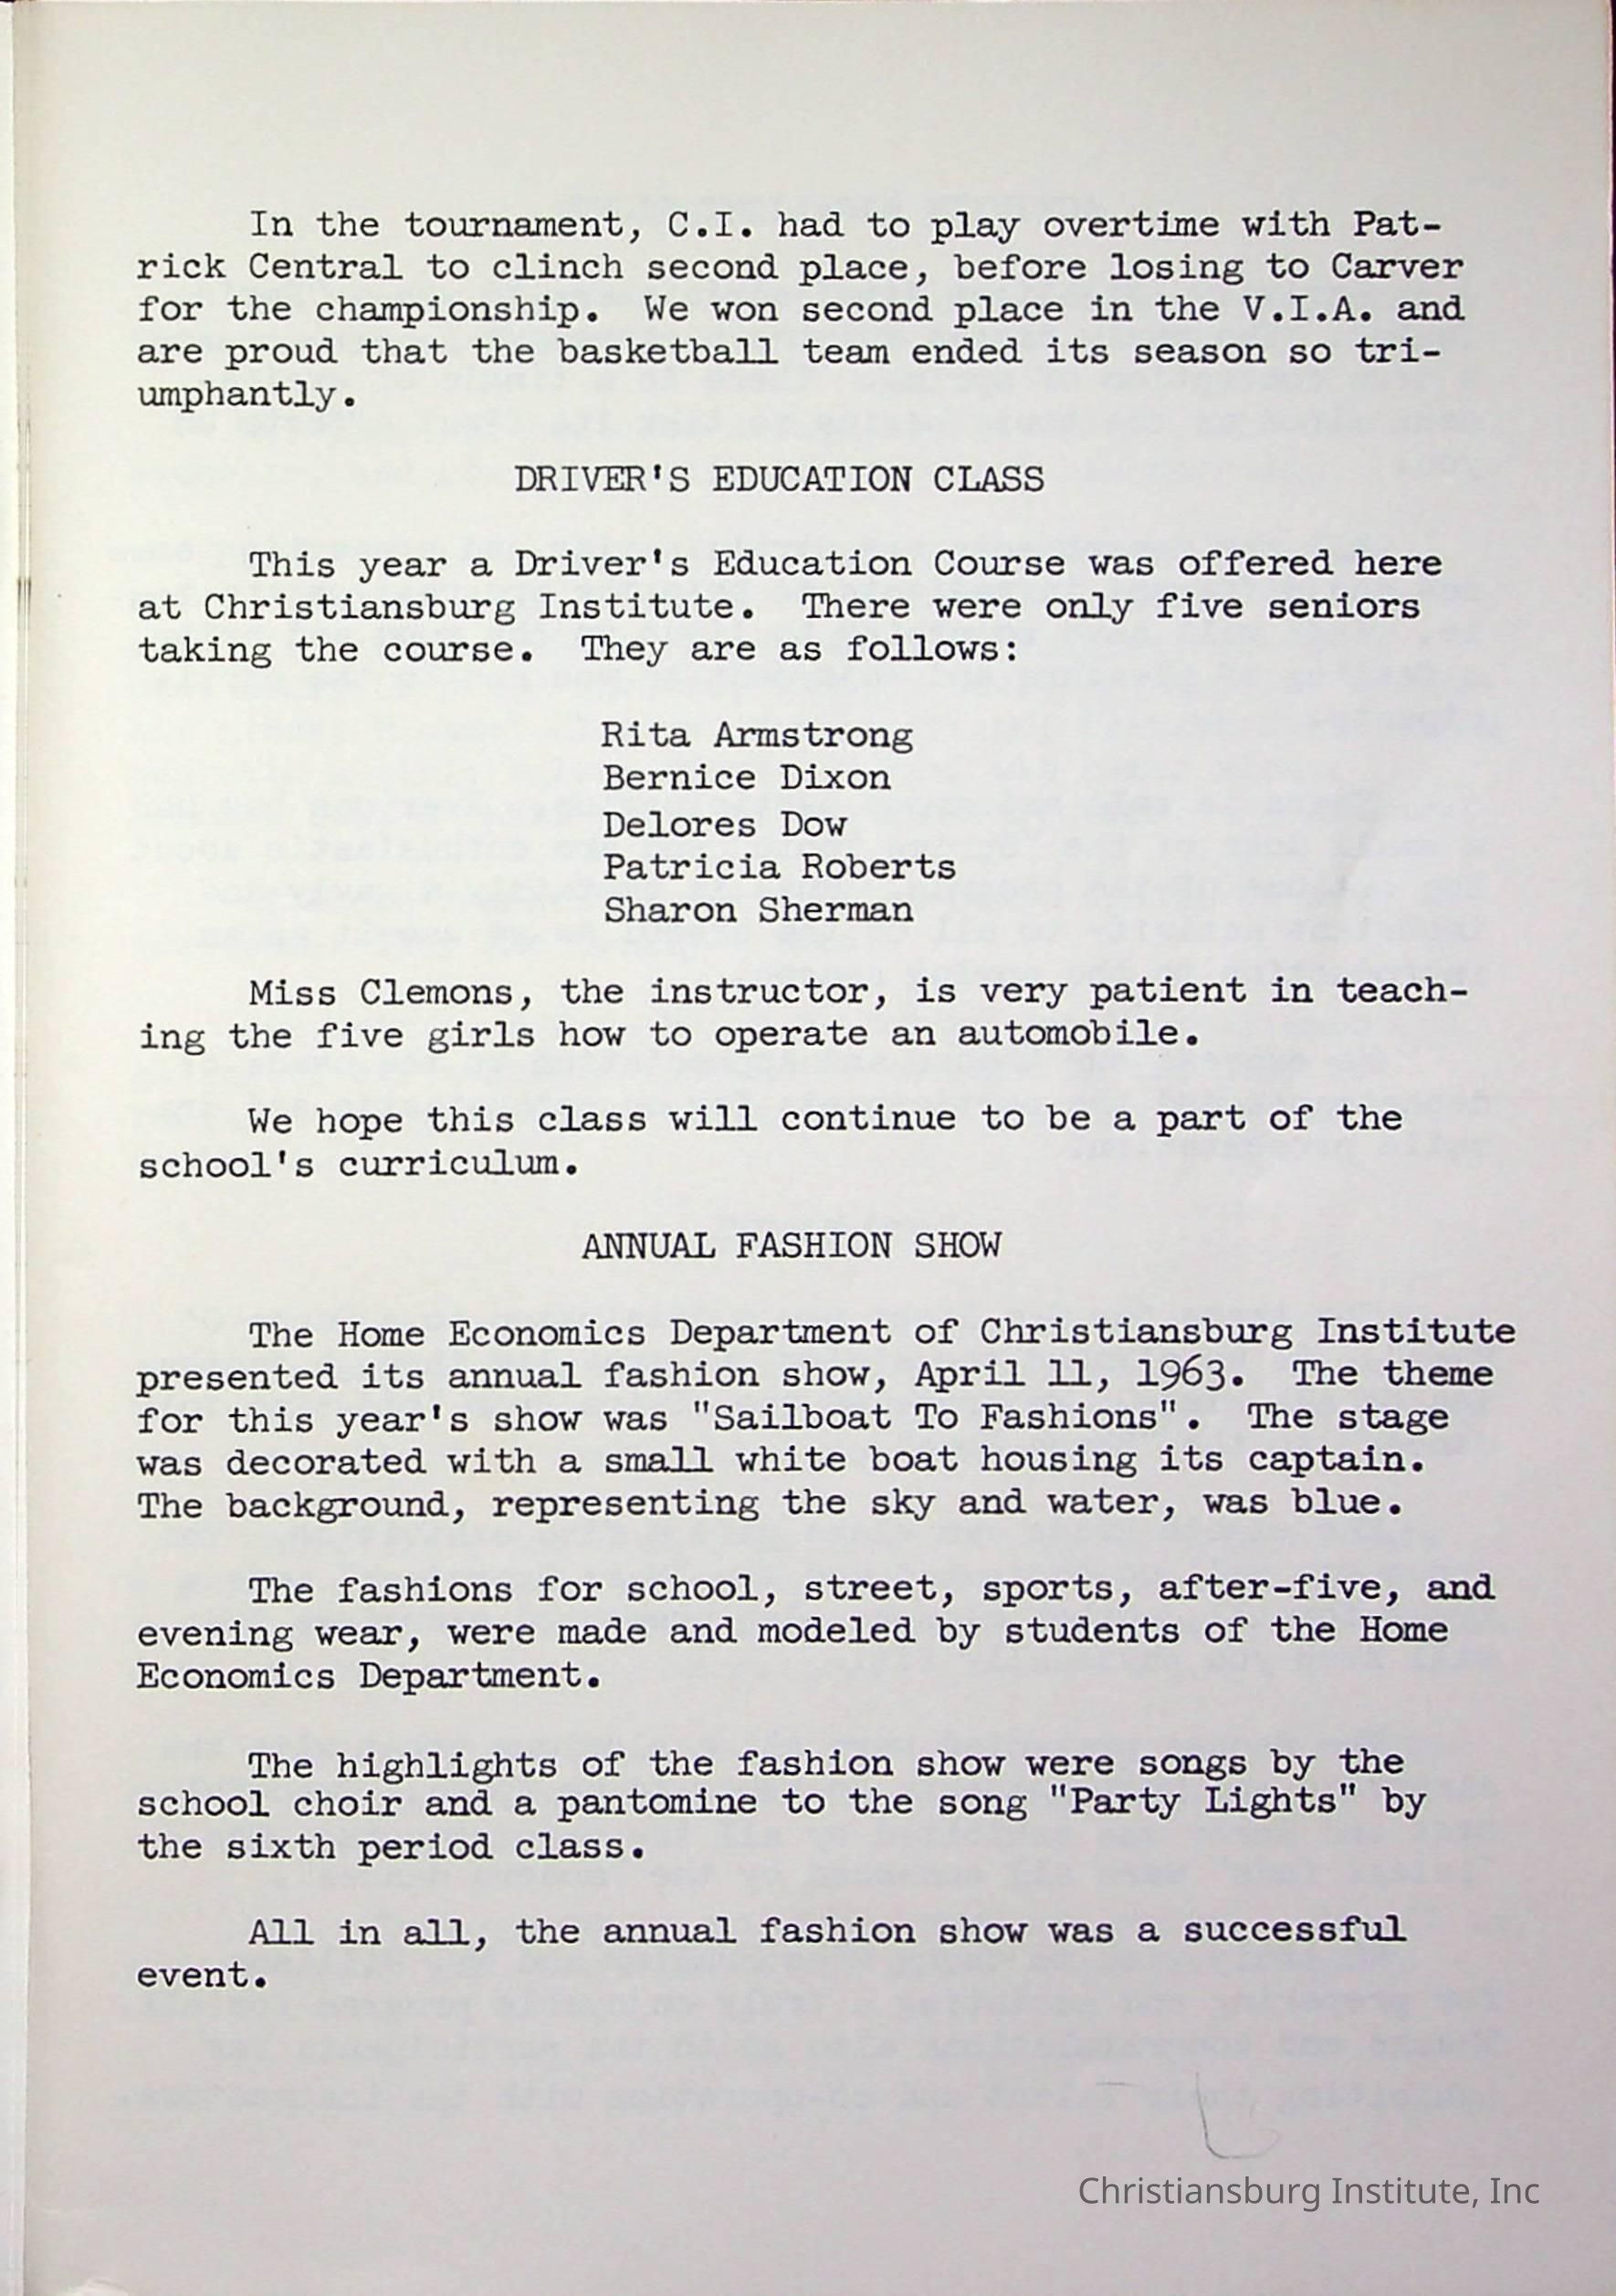 In the tournament, C.I. had to play overtime with Pat-
rick Central to clinch second place, before losing to Carver
for the championship. We won second place in the V.I.A. and
are proud that the basketball team ended its season so tri-
umphantly.
DRIVER'S EDUCATION CLASS
This year a Driver's Education Course was offered here
at Christiansburg Institute. There were only five seniors
taking the course. They are as follows:
Rita Armstrong
Bernice Dixon
Delores Dow
Patricia Roberts
Sharon Sherman
Miss Clemons, the instructor, is very patient in teach-
ing the five girls how to operate an automobile.
We hope this class will continue to be a part of the
school's curriculum.
ANNUAL FASHION SHOW
The Home Economics Department of Christiansburg Institute
presented its annual fashion show, April 11, 1963. The theme
for this year's show was "Sailboat To Fashions". The stage
was decorated with a small white boat housing its captain.
The background, representing the sky and water, was blue.
The fashions for school, street, sports, after-five, and
evening wear, were made and modeled by students of the Home
Economics Department.
The highlights of the fashion show were songs by the
school choir and a pantomine to the song "Party Lights" by
the sixth period class.
All in all, the annual fashion show was a successful
event.
Christiansburg Institute, Inc